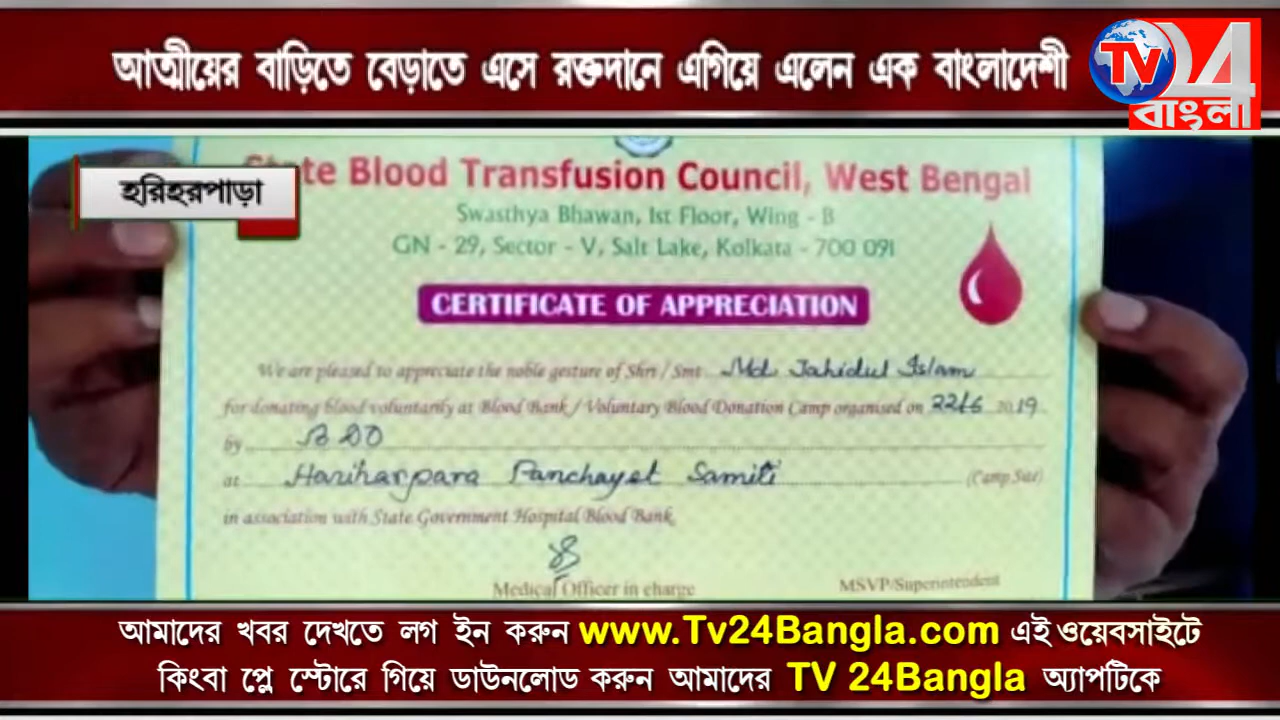 আত্মীয়ের বাড়িতে বেড়াতে এসে রক্তদানে এগিয়ে এলেন এক বাংলাদেশী
TV 24
বাংলা
হরিহরপাড়া
State Blood Transfusion Council, West Bengal
Swasthya Bhawan, Ist Floor, Wing - B
GN - 29, Sector - V, Salt Lake, Kolkata - 700 091
CERTIFICATE OF APPRECIATION
We are pleased to appreciate the noble gesture of Shri / Smt Md. Jahidul Islam
for donating blood voluntarily at Blood Bank / Voluntary Blood Donation Camp organised on 22/6 2019
by BDO
at Hariharpara Panchayet Samiti (Camp Site)
in association with State Government Hospital Blood Bank.
Medical Officer in charge MSVP/Superintendent
আমাদের খবর দেখতে লগ ইন করুন www.Tv24Bangla.com এই ওয়েবসাইটে
কিংবা প্লে স্টোরে গিয়ে ডাউনলোড করুন আমাদের TV 24Bangla অ্যাপটিকে